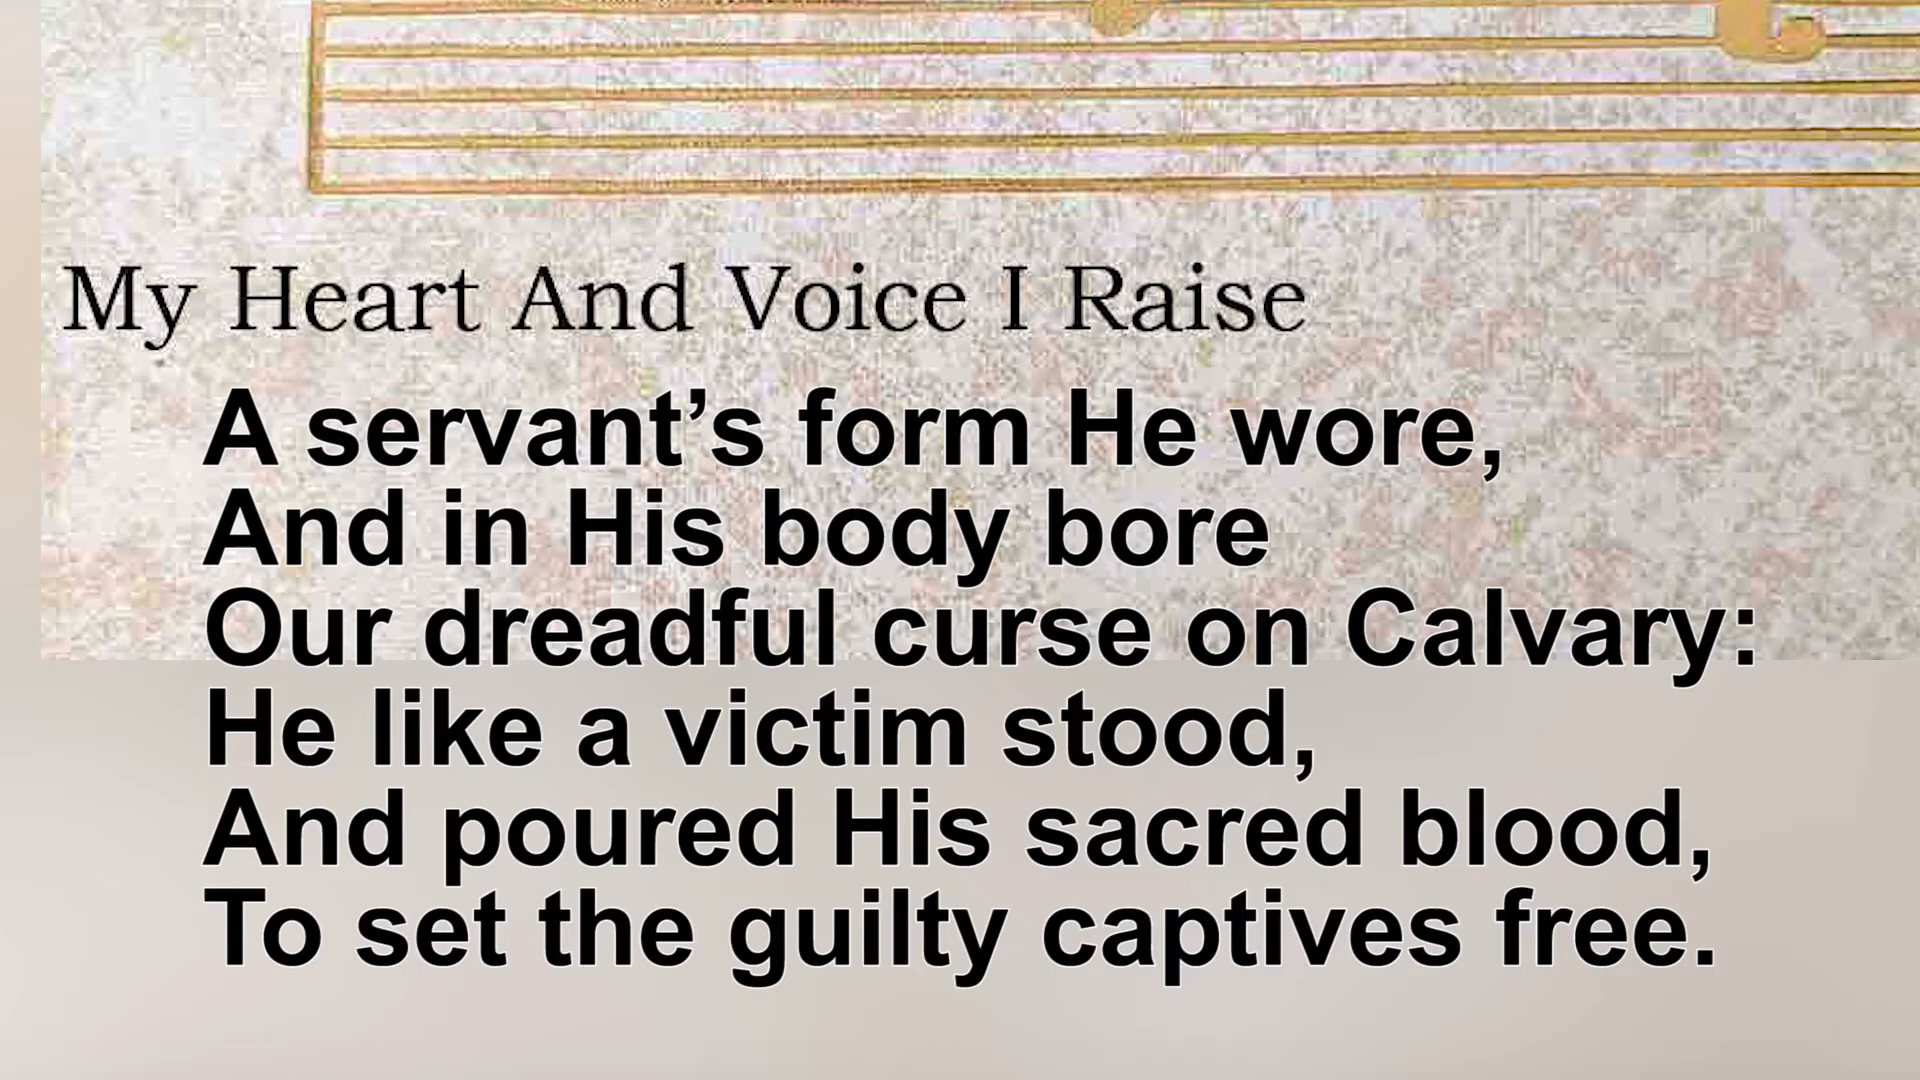 My Heart And Voice I Raise
A servant’s form He wore,
And in His body bore
Our dreadful curse on Calvary:
He like a victim stood,
And poured His sacred blood,
To set the guilty captives free.